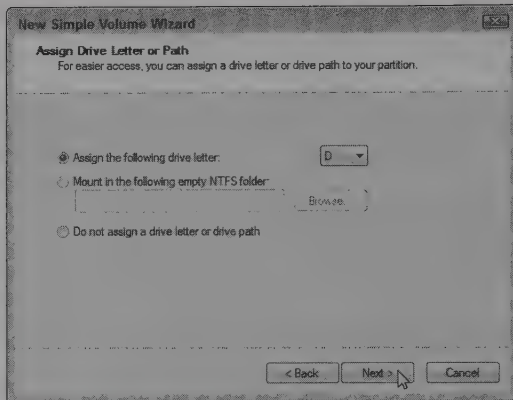 New Simple Volume Wizard
Assign Drive Letter or Path
For easier access, you can assign a drive letter or drive path to your partition.
Assign the following drive letter: D
Mount in the following empty NTFS folder:
Browse
Do not assign a drive letter or drive path
< Back Next > Cancel